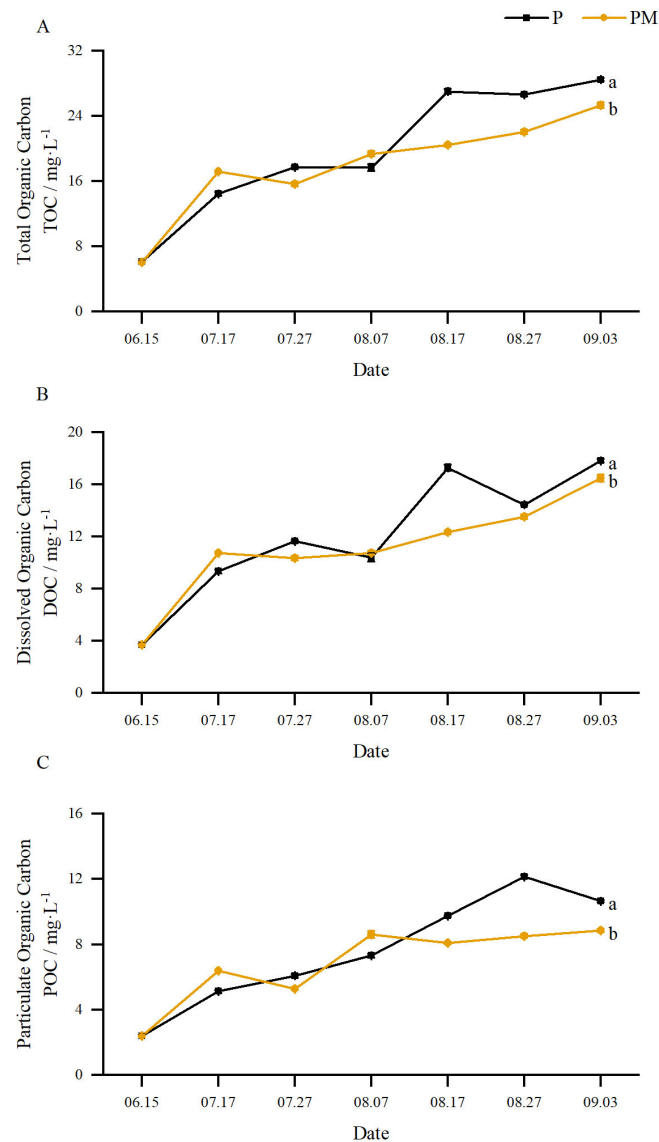 P PM
A
Total Organic Carbon
TOC / mg·L⁻¹
32
24
16
8
0
a
b
06.15 07.17 07.27 08.07 08.17 08.27 09.03
Date
B
Dissolved Organic Carbon
DOC / mg·L⁻¹
20
16
12
8
4
0
a
b
06.15 07.17 07.27 08.07 08.17 08.27 09.03
Date
C
Particulate Organic Carbon
POC / mg·L⁻¹
16
12
8
4
0
a
b
06.15 07.17 07.27 08.07 08.17 08.27 09.03
Date